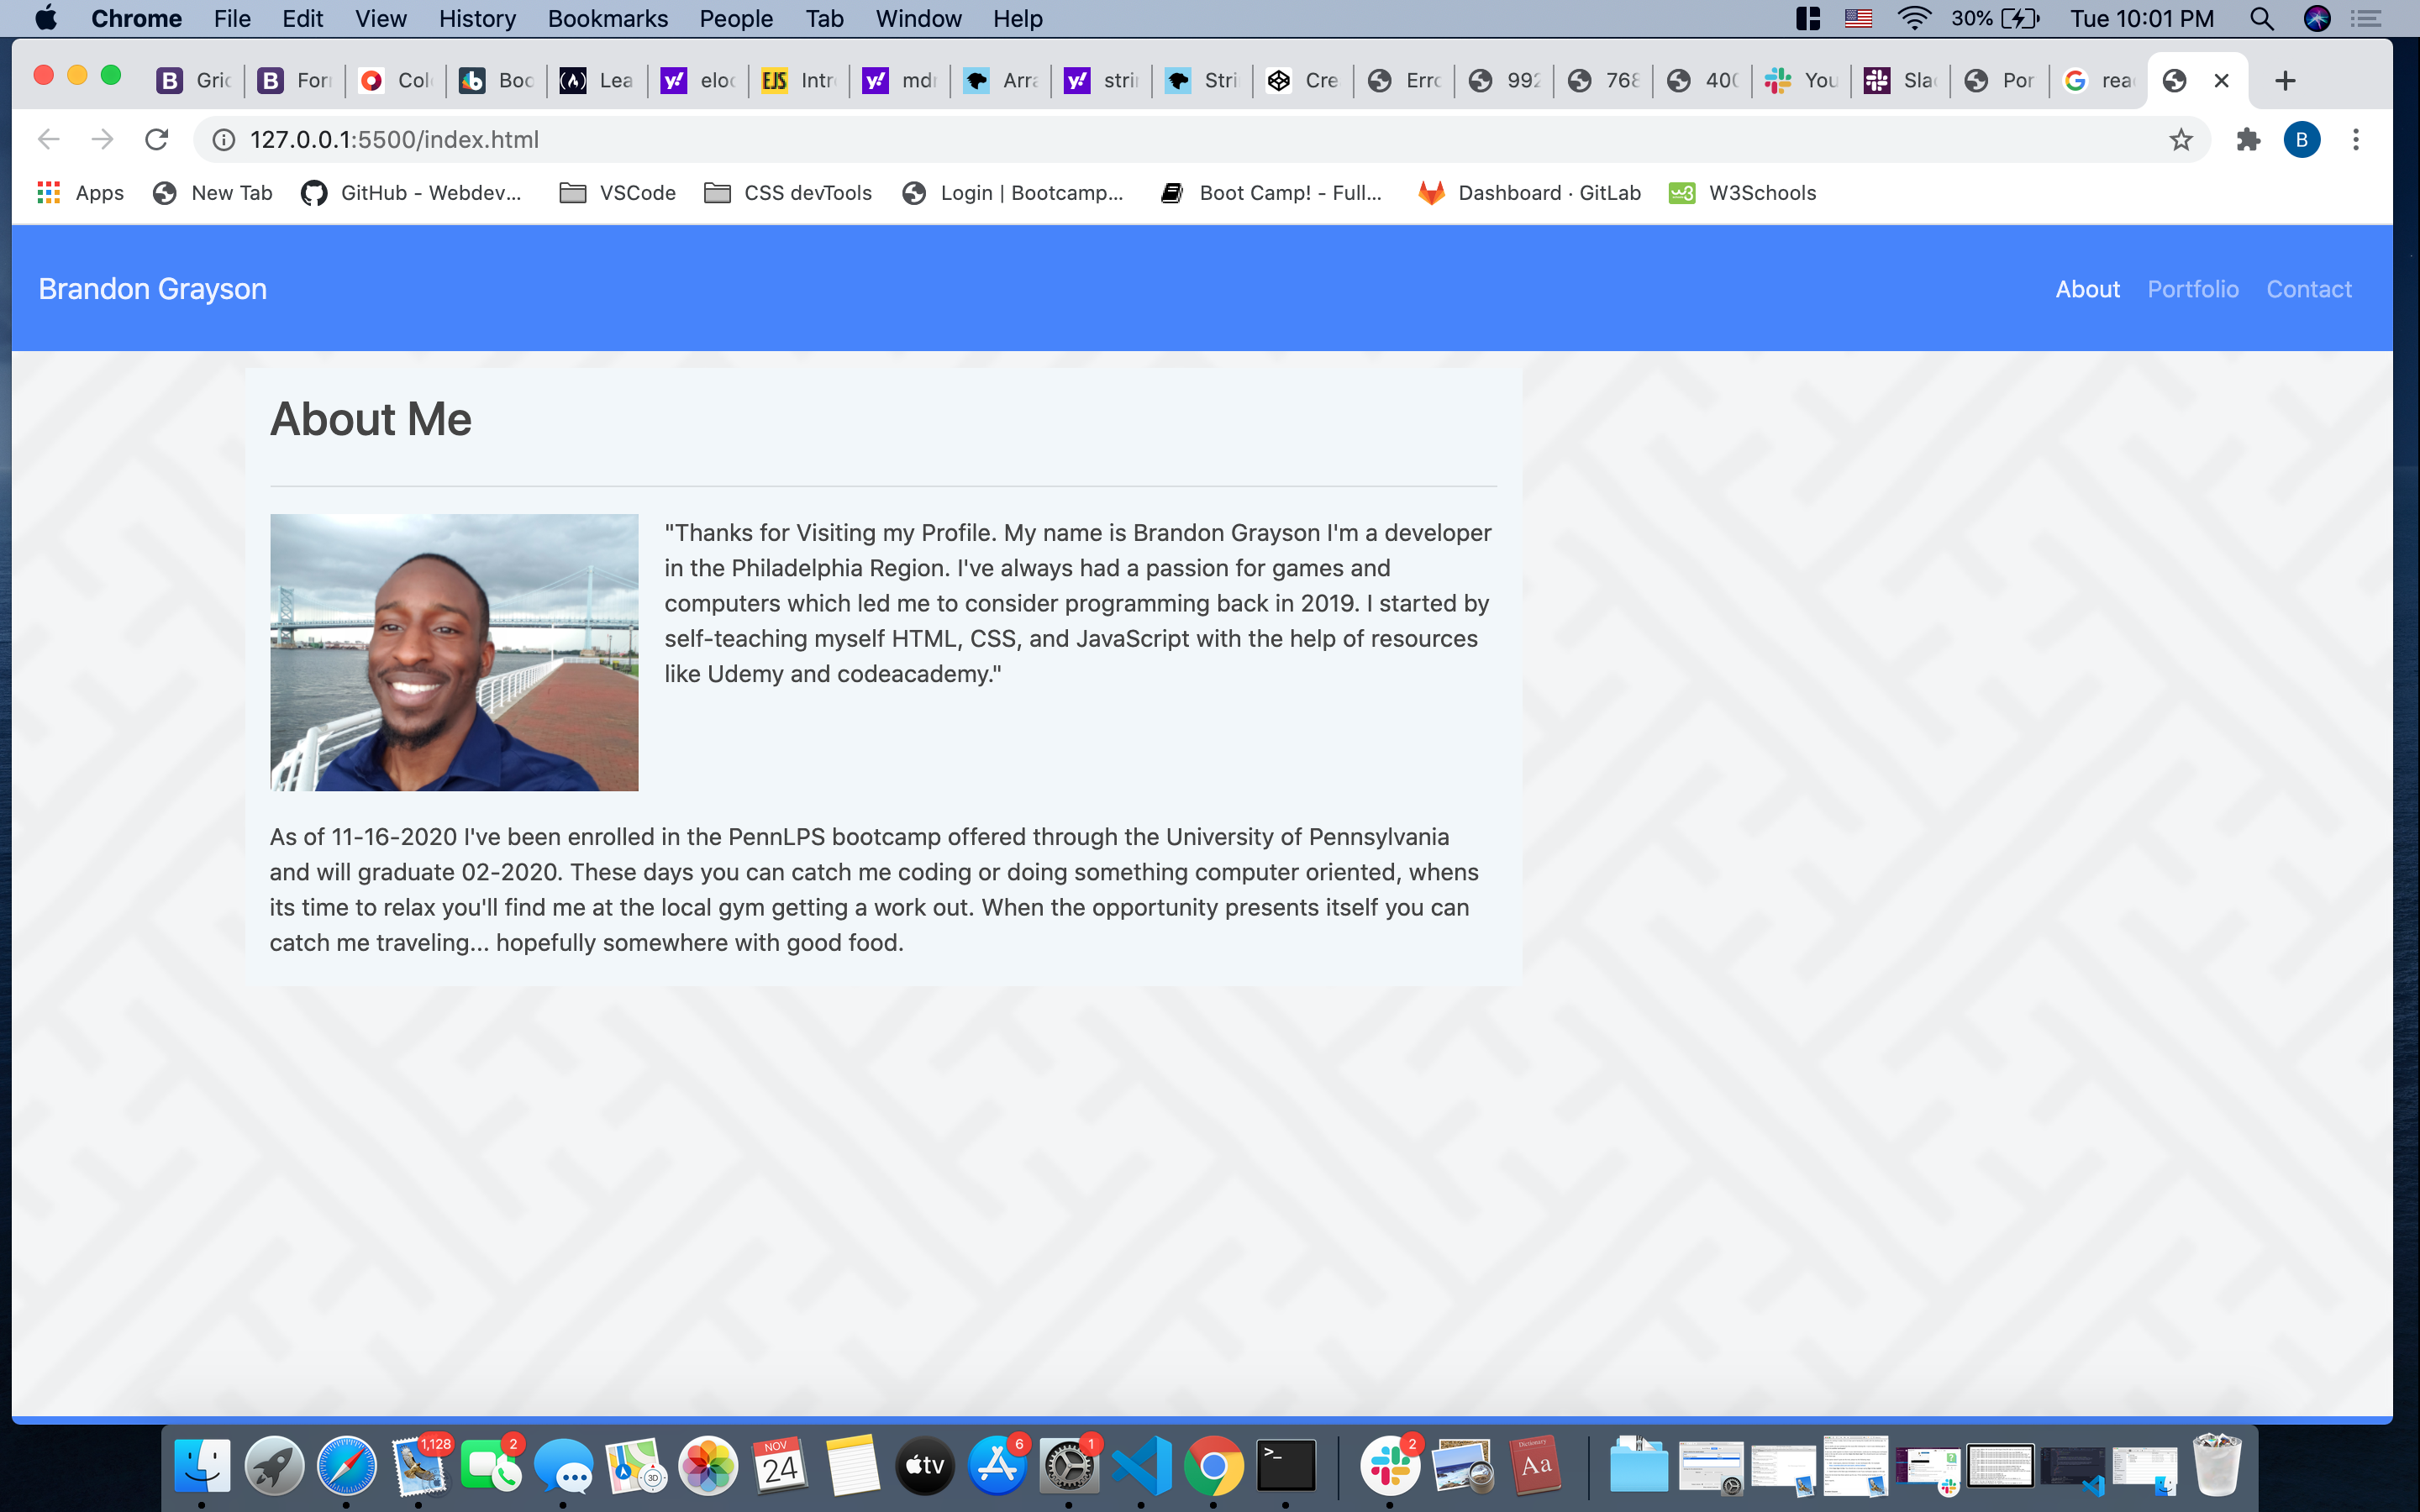 Chrome File Edit View History Bookmarks People Tab Window Help 30% Tue 10:01 PM
B Gric B For Col Boo (A) Lea y! eloc EJS Intr y! mdr Arra y! strin Stri Cre Erro 992 768 400 You Slac Por rea
127.0.0.1:5500/index.html B
Apps New Tab GitHub - Webdev... VSCode CSS devTools Login | Bootcamp... Boot Camp! - Full... Dashboard · GitLab W3Schools
Brandon Grayson About Portfolio Contact
About Me
"Thanks for Visiting my Profile. My name is Brandon Grayson I'm a developer
in the Philadelphia Region. I've always had a passion for games and
computers which led me to consider programming back in 2019. I started by
self-teaching myself HTML, CSS, and JavaScript with the help of resources
like Udemy and codeacademy."
As of 11-16-2020 I've been enrolled in the PennLPS bootcamp offered through the University of Pennsylvania
and will graduate 02-2020. These days you can catch me coding or doing something computer oriented, whens
its time to relax you'll find me at the local gym getting a work out. When the opportunity presents itself you can
catch me traveling... hopefully somewhere with good food.
1,128 2 3D NOV 24 tv 6 1 >_ 2 Dictionary Aa